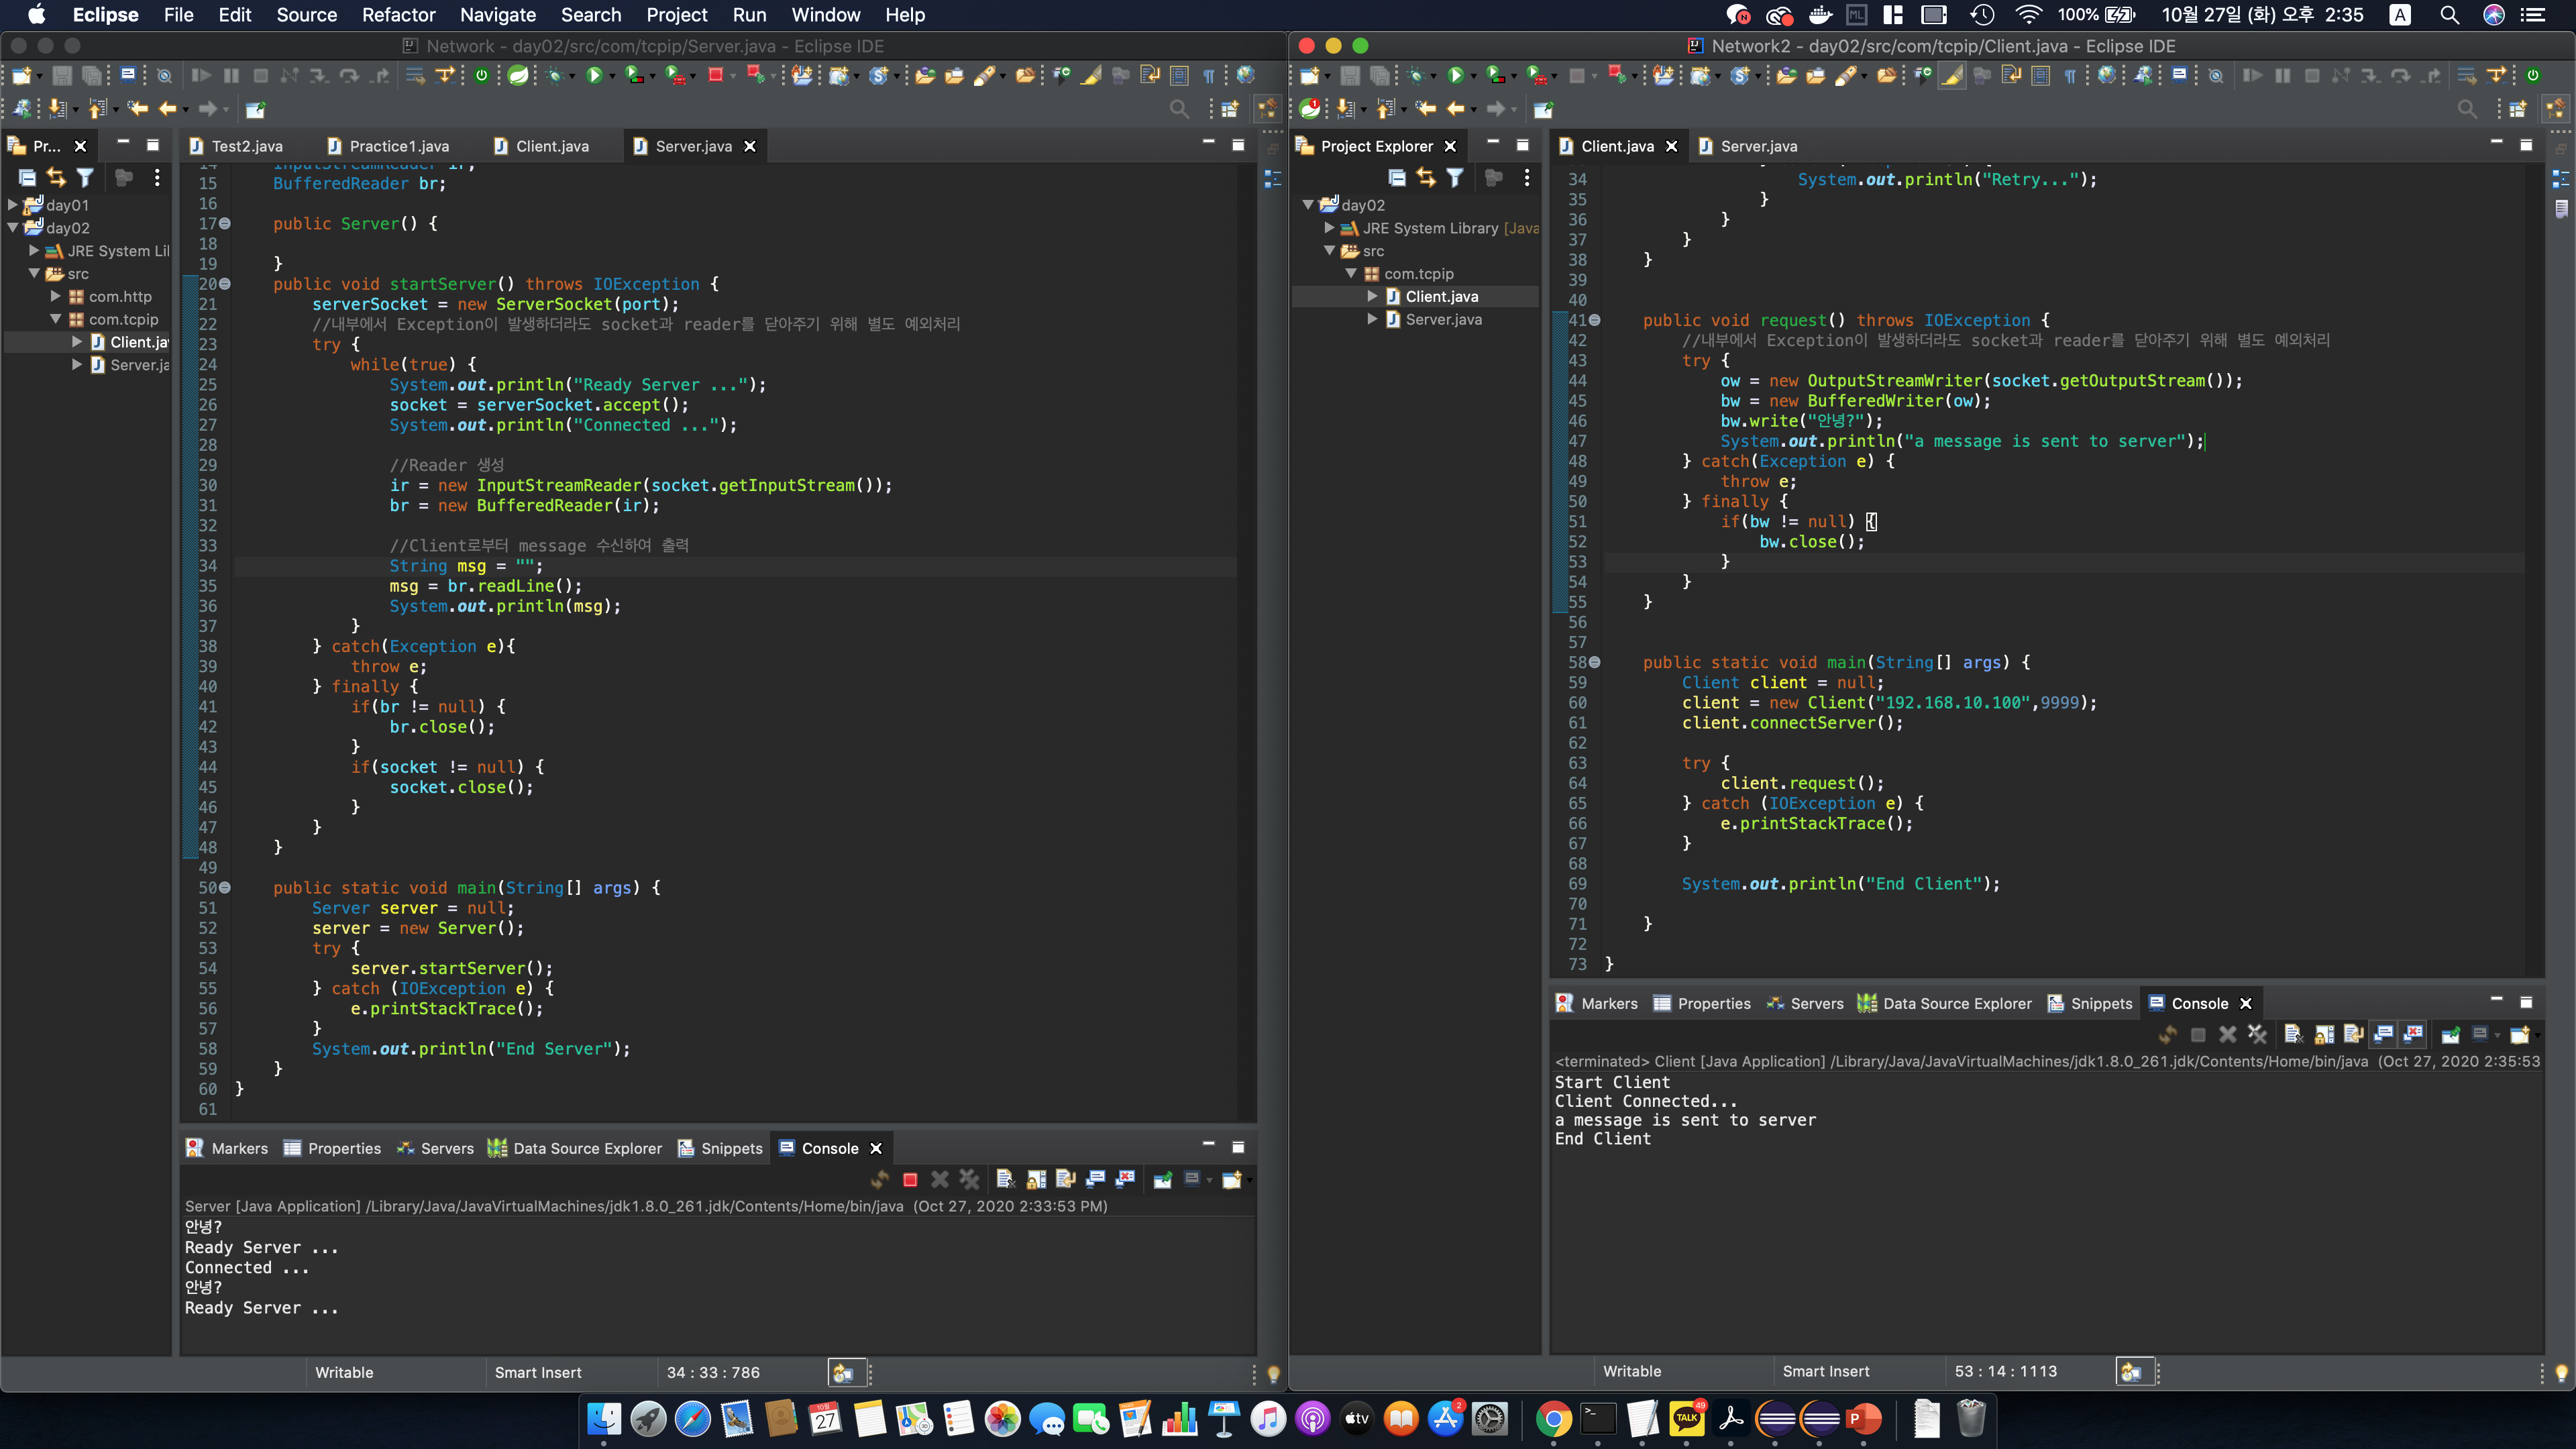 Eclipse File Edit Source Refactor Navigate Search Project Run Window Help
100% 10월 27일 (화) 오후 2:35 A
Network - day02/src/com/tcpip/Server.java - Eclipse IDE
Pr...
day01
day02
JRE System Li
src
com.http
com.tcpip
Client.ja
Server.ja
Test2.java Practice1.java Client.java Server.java
14 InputStreamReader ir;
15 BufferedReader br;
16
17 public Server() {
18
19 }
20 public void startServer() throws IOException {
21 serverSocket = new ServerSocket(port);
22 //내부에서 Exception이 발생하더라도 socket과 reader를 닫아주기 위해 별도 예외처리
23 try {
24 while(true) {
25 System.out.println("Ready Server ...");
26 socket = serverSocket.accept();
27 System.out.println("Connected ...");
28
29 //Reader 생성
30 ir = new InputStreamReader(socket.getInputStream());
31 br = new BufferedReader(ir);
32
33 //Client로부터 message 수신하여 출력
34 String msg = "";
35 msg = br.readLine();
36 System.out.println(msg);
37 }
38 } catch(Exception e){
39 throw e;
40 } finally {
41 if(br != null) {
42 br.close();
43 }
44 if(socket != null) {
45 socket.close();
46 }
47 }
48 }
49
50 public static void main(String[] args) {
51 Server server = null;
52 server = new Server();
53 try {
54 server.startServer();
55 } catch (IOException e) {
56 e.printStackTrace();
57 }
58 System.out.println("End Server");
59 }
60 }
61
Markers Properties Servers Data Source Explorer Snippets Console
Server [Java Application] /Library/Java/JavaVirtualMachines/jdk1.8.0_261.jdk/Contents/Home/bin/java (Oct 27, 2020 2:33:53 PM)
안녕?
Ready Server ...
Connected ...
안녕?
Ready Server ...
Writable Smart Insert 34 : 33 : 786
Network2 - day02/src/com/tcpip/Client.java - Eclipse IDE
Project Explorer
day02
JRE System Library [Java
src
com.tcpip
Client.java
Server.java
Client.java Server.java
34 System.out.println("Retry...");
35 }
36 }
37 }
38 }
39
40
41 public void request() throws IOException {
42 //내부에서 Exception이 발생하더라도 socket과 reader를 닫아주기 위해 별도 예외처리
43 try {
44 ow = new OutputStreamWriter(socket.getOutputStream());
45 bw = new BufferedWriter(ow);
46 bw.write("안녕?");
47 System.out.println("a message is sent to server");
48 } catch(Exception e) {
49 throw e;
50 } finally {
51 if(bw != null) {
52 bw.close();
53 }
54 }
55 }
56
57
58 public static void main(String[] args) {
59 Client client = null;
60 client = new Client("192.168.10.100",9999);
61 client.connectServer();
62
63 try {
64 client.request();
65 } catch (IOException e) {
66 e.printStackTrace();
67 }
68
69 System.out.println("End Client");
70
71 }
72
73 }
Markers Properties Servers Data Source Explorer Snippets Console
<terminated> Client [Java Application] /Library/Java/JavaVirtualMachines/jdk1.8.0_261.jdk/Contents/Home/bin/java (Oct 27, 2020 2:35:53
Start Client
Client Connected...
a message is sent to server
End Client
Writable Smart Insert 53 : 14 : 1113
10월
27
tv
2
TALK
49
P